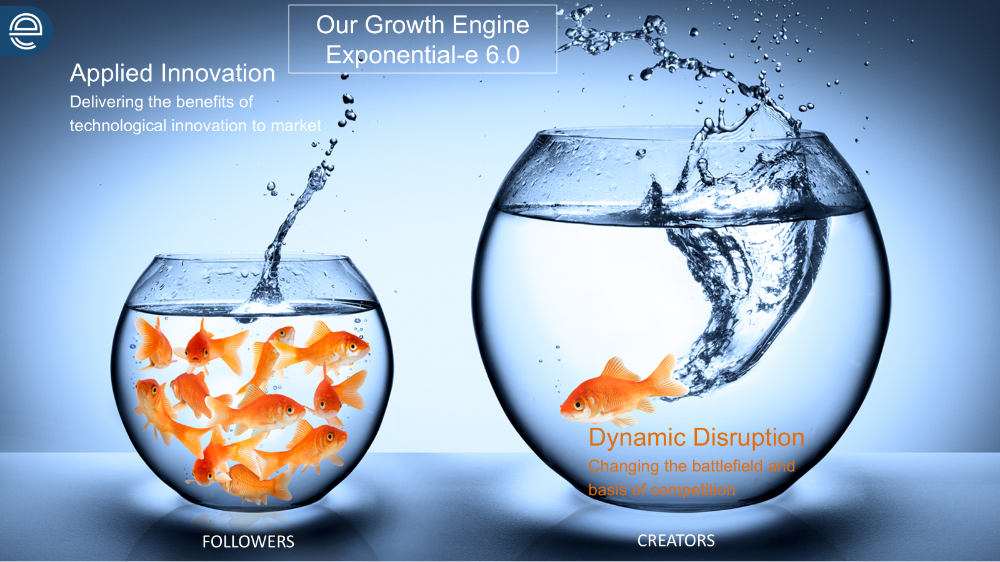 Our Growth Engine
Exponential-e 6.0
Applied Innovation
Delivering the benefits of
technological innovation to market
Dynamic Disruption
Changing the battlefield and
basis of competition
FOLLOWERS
CREATORS